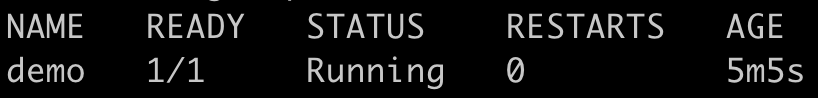 NAME READY STATUS RESTARTS AGE
demo 1/1 Running 0 5m5s